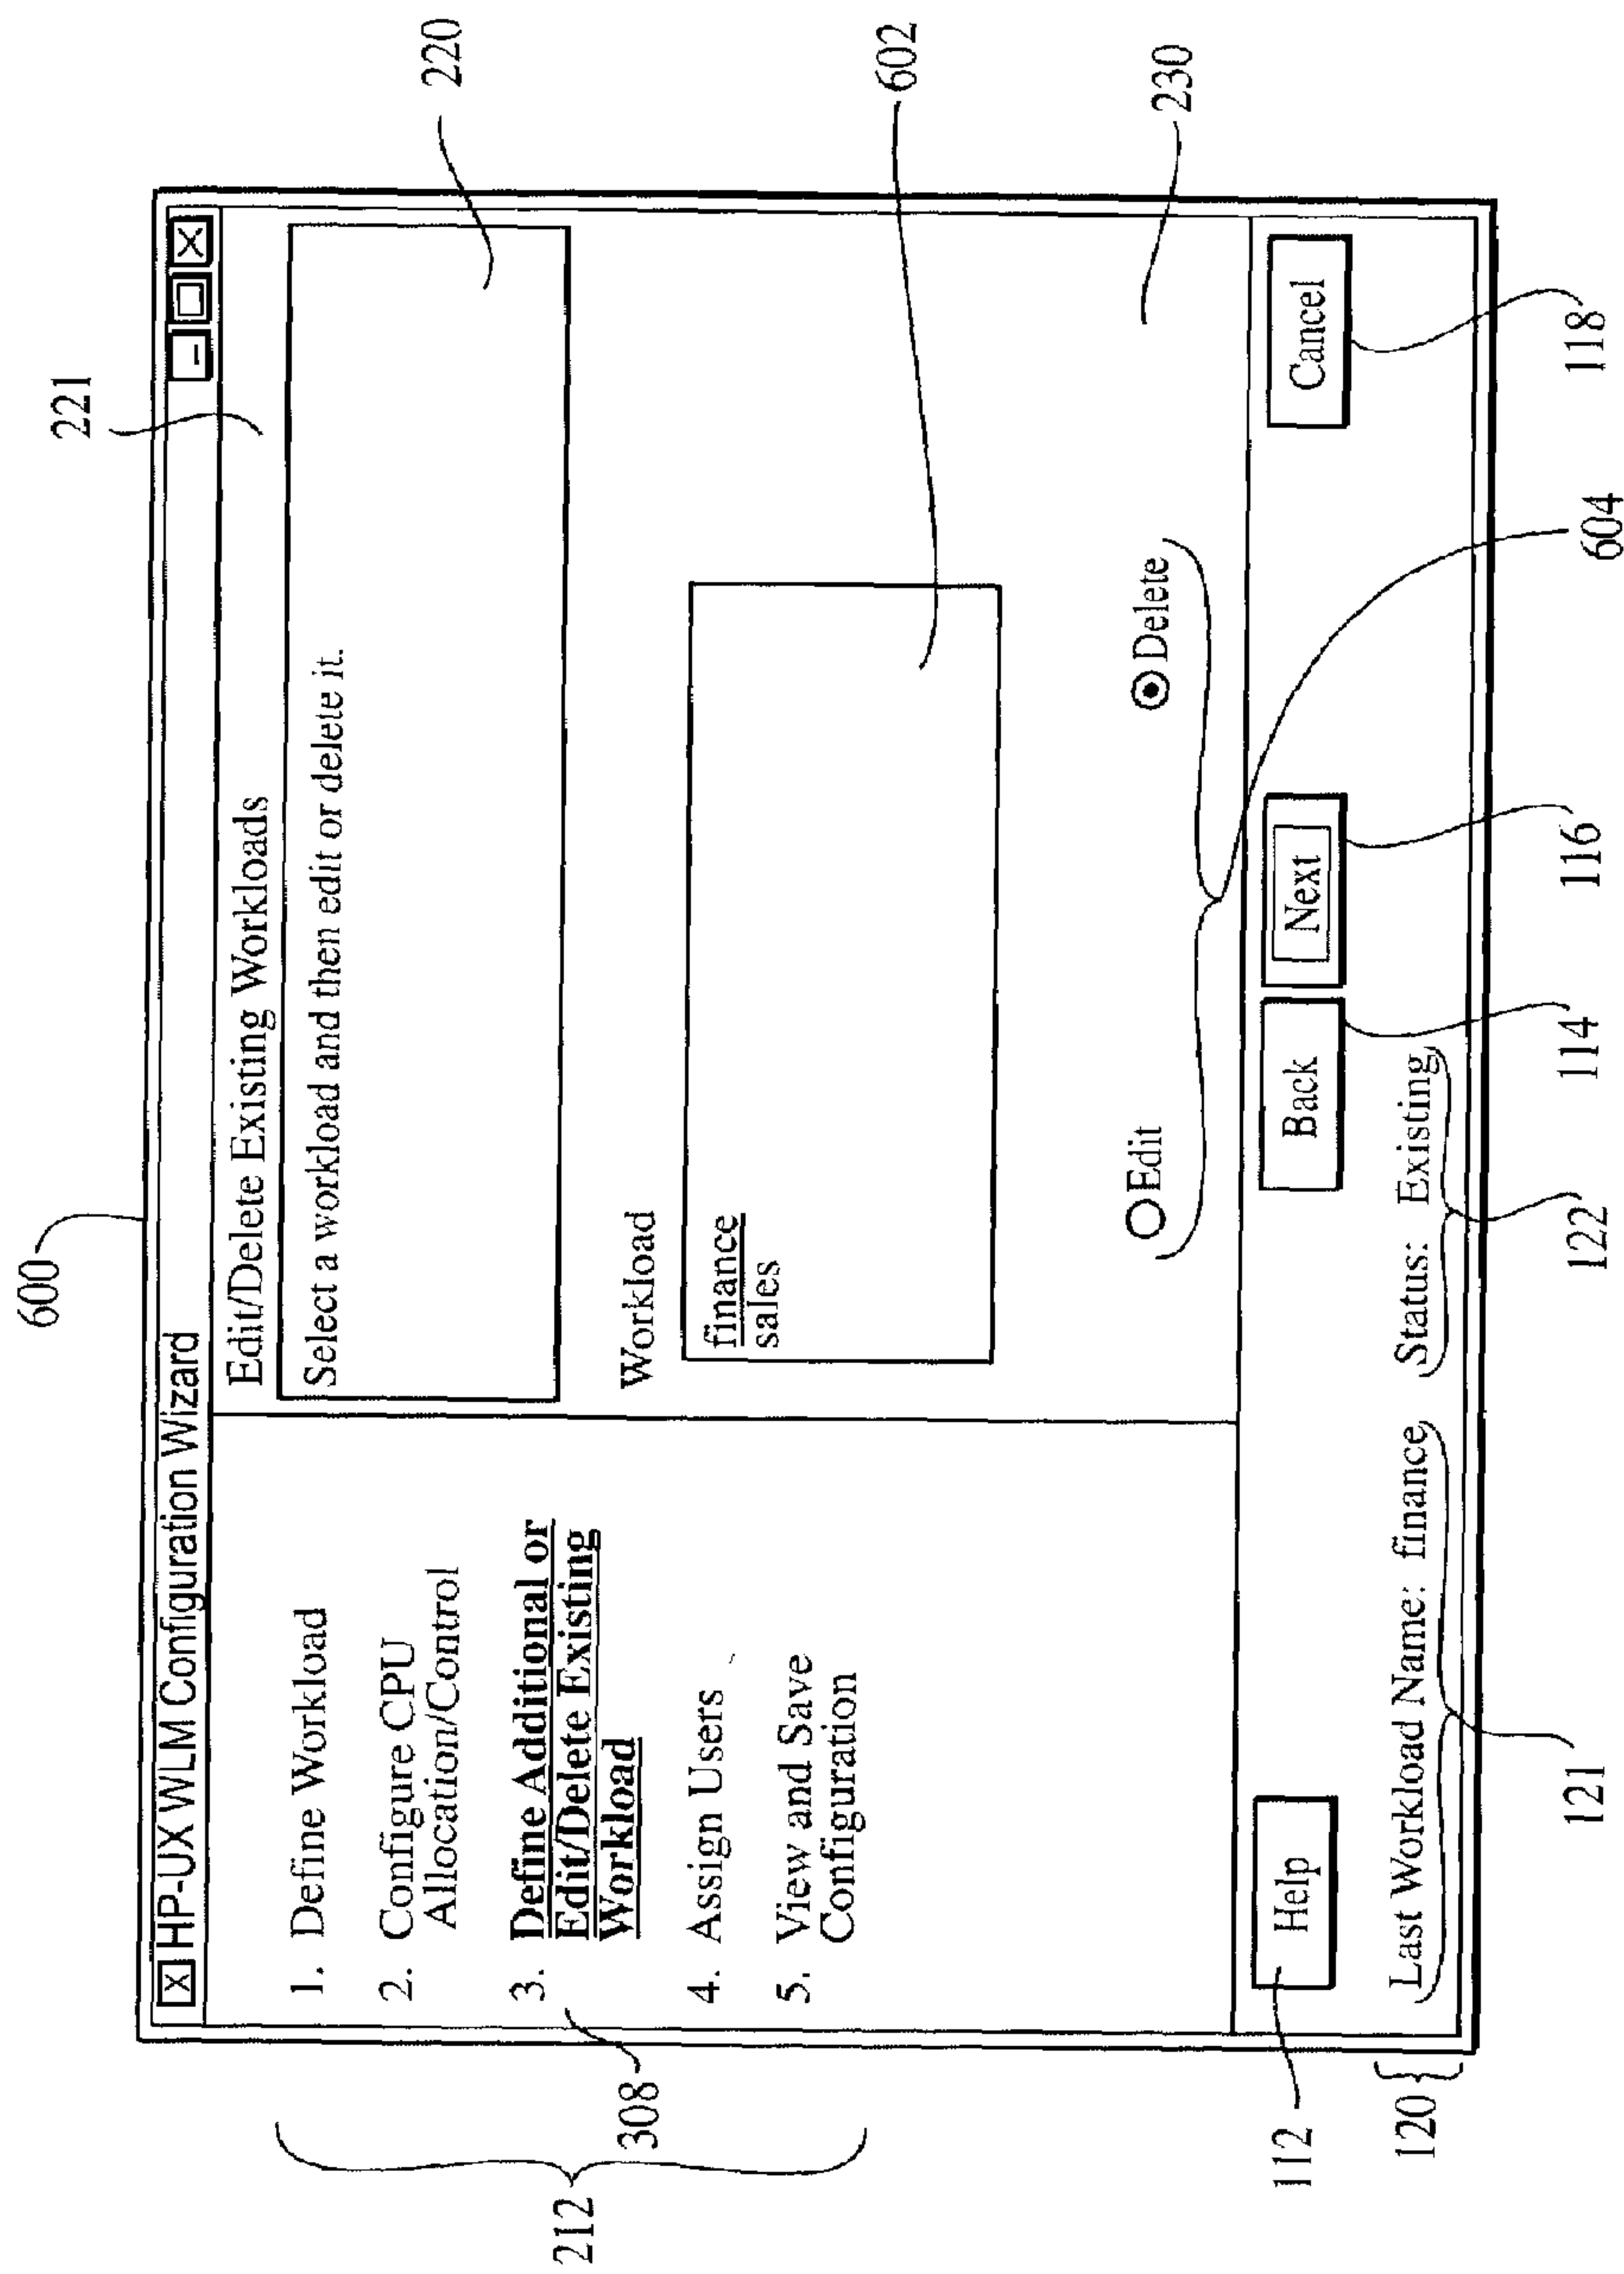 600
221
HP-UX WLM Configuration Wizard
X
X
Edit/Delete Existing Workloads
220
Select a workload and then edit or delete it.
1. Define Workload
2. Configure CPU
Allocation/Control
3. Define Additional or
Edit/Delete Existing
Workload
4. Assign Users
5. View and Save
Configuration
212
308
Workload
602
finance
sales
230
Edit
Delete
Help
Back
Next
Cancel
112
Last Workload Name: finance
Status: Existing
120
121
122
114
116
604
118